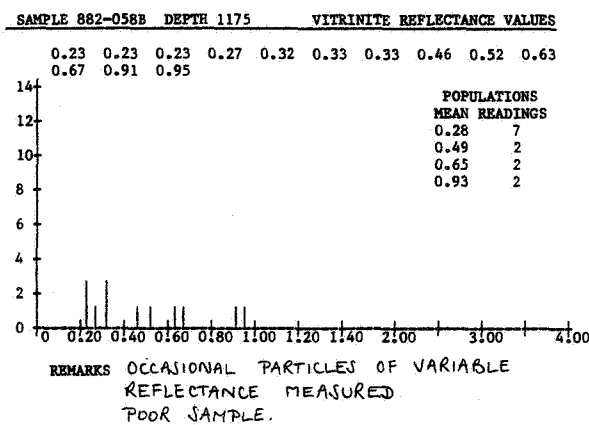 SAMPLE 882-058B DEPTH 1175 VITRINITE REFLECTANCE VALUES
0.23 0.23 0.23 0.27 0.32 0.33 0.33 0.46 0.52 0.63
0.67 0.91 0.95
POPULATIONS
MEAN READINGS
0.28 7
0.49 2
0.65 2
0.93 2
14
12
10
8
6
4
2
0
0 0.20 0.40 0.60 0.80 1.00 1.20 1.40 2.00 3.00 4.00
REMARKS OCCASIONAL PARTICLES OF VARIABLE
REFLECTANCE MEASURED
POOR SAMPLE.